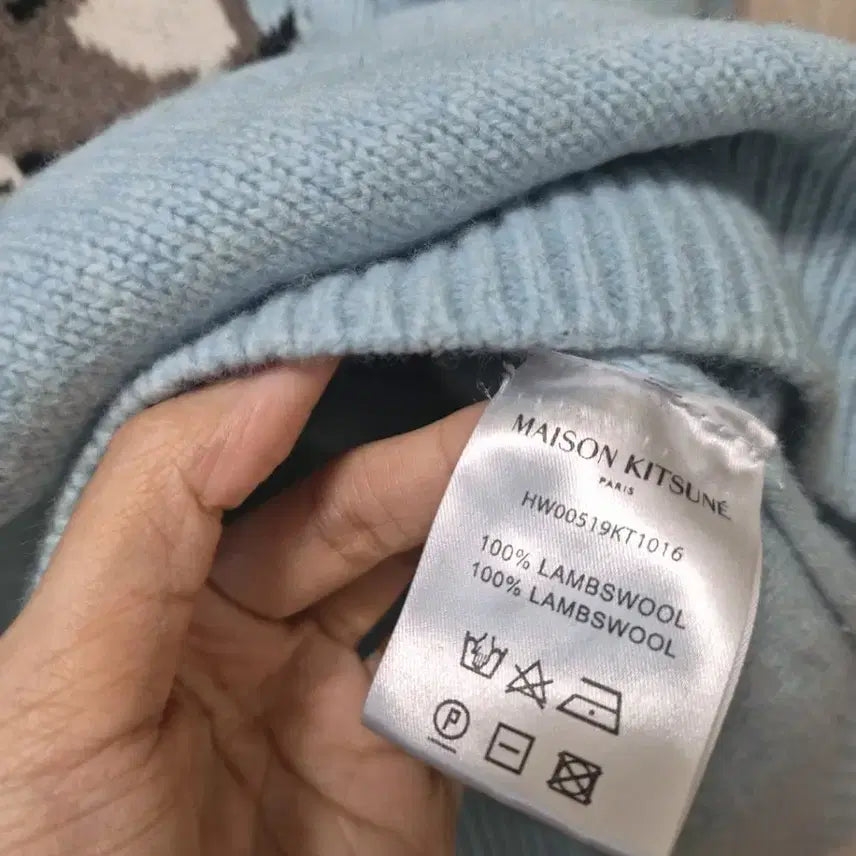 MAISON KITSUNÉ
PARIS
HW00519KT1016
100% LAMBSWOOL
100% LAMBSWOOL
P